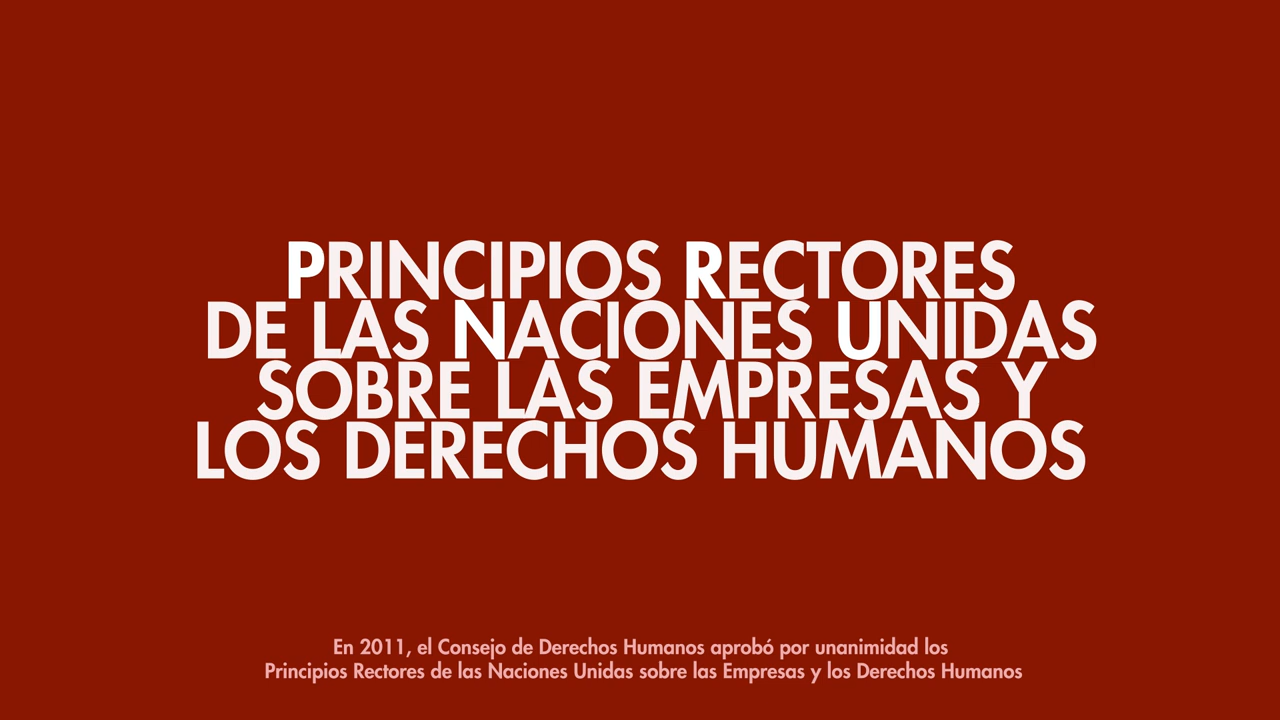 PRINCIPIOS RECTORES
DE LAS NACIONES UNIDAS
SOBRE LAS EMPRESAS Y
LOS DERECHOS HUMANOS
En 2011, el Consejo de Derechos Humanos aprobó por unanimidad los
Principios Rectores de las Naciones Unidas sobre las Empresas y los Derechos Humanos